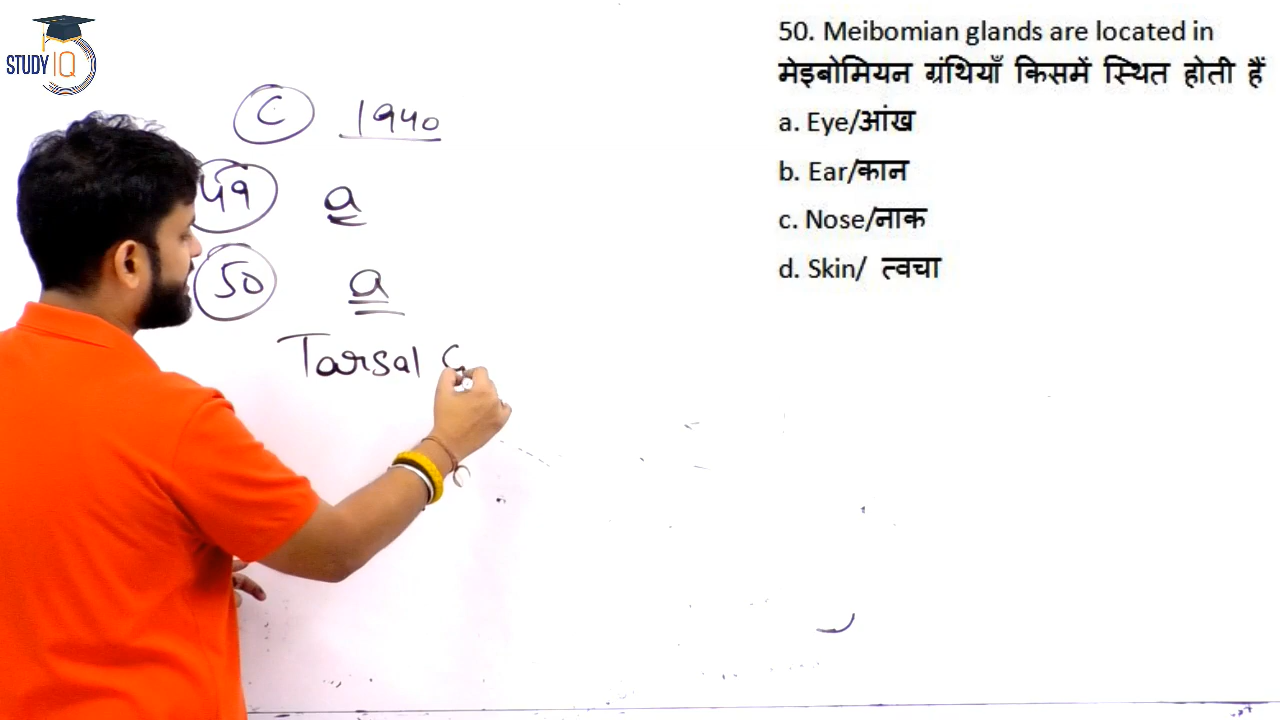 STUDY IQ
C 1940
49 a
50 a
Tarsal G
50. Meibomian glands are located in
मेइबोमियन ग्रंथियाँ किसमें स्थित होती हैं
a. Eye/आंख
b. Ear/कान
c. Nose/नाक
d. Skin/ त्वचा